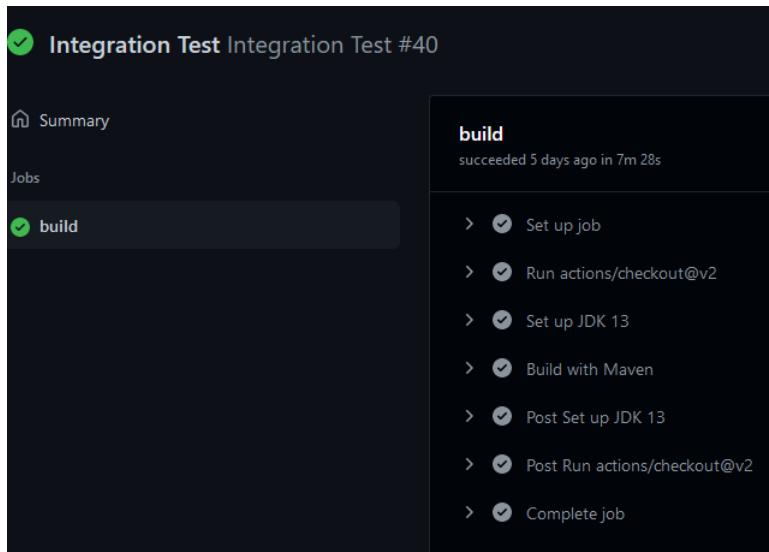 Integration Test Integration Test #40
Summary
Jobs
build
build
succeeded 5 days ago in 7m 28s
Set up job
Run actions/checkout@v2
Set up JDK 13
Build with Maven
Post Set up JDK 13
Post Run actions/checkout@v2
Complete job